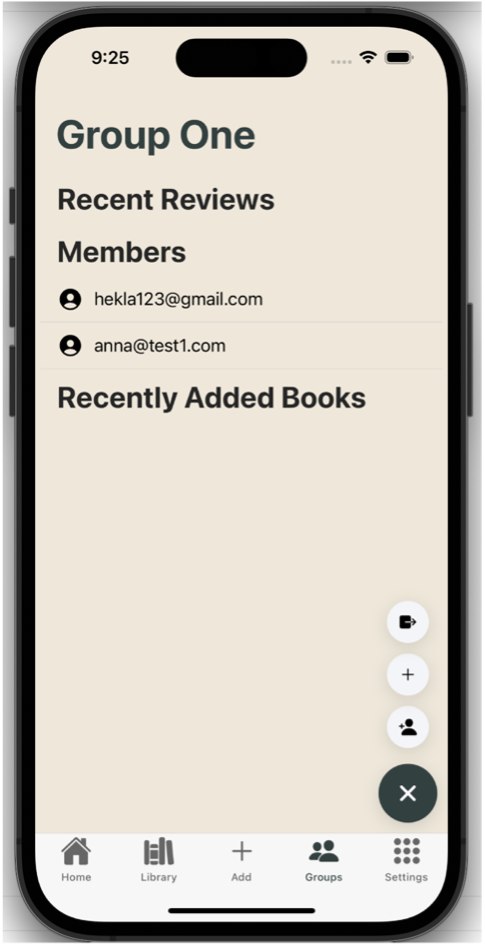 9:25
Group One
Recent Reviews
Members
hekla123@gmail.com
anna@test1.com
Recently Added Books
Home
Library
Add
Groups
Settings